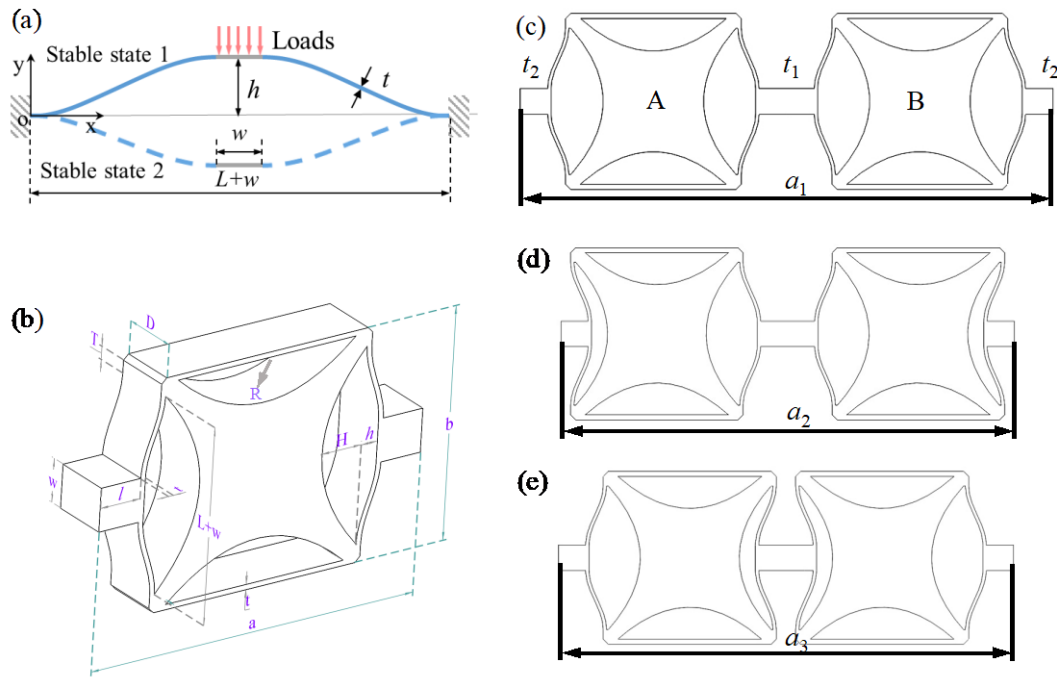 (a)
Stable state 1
Loads
y
h
t
o
x
w
Stable state 2
L+w
(b)
D
T
R
H
h
b
w
l
L+w
t
a
(c)
t2
t1
t2
A
B
a1
(d)
a2
(e)
a3